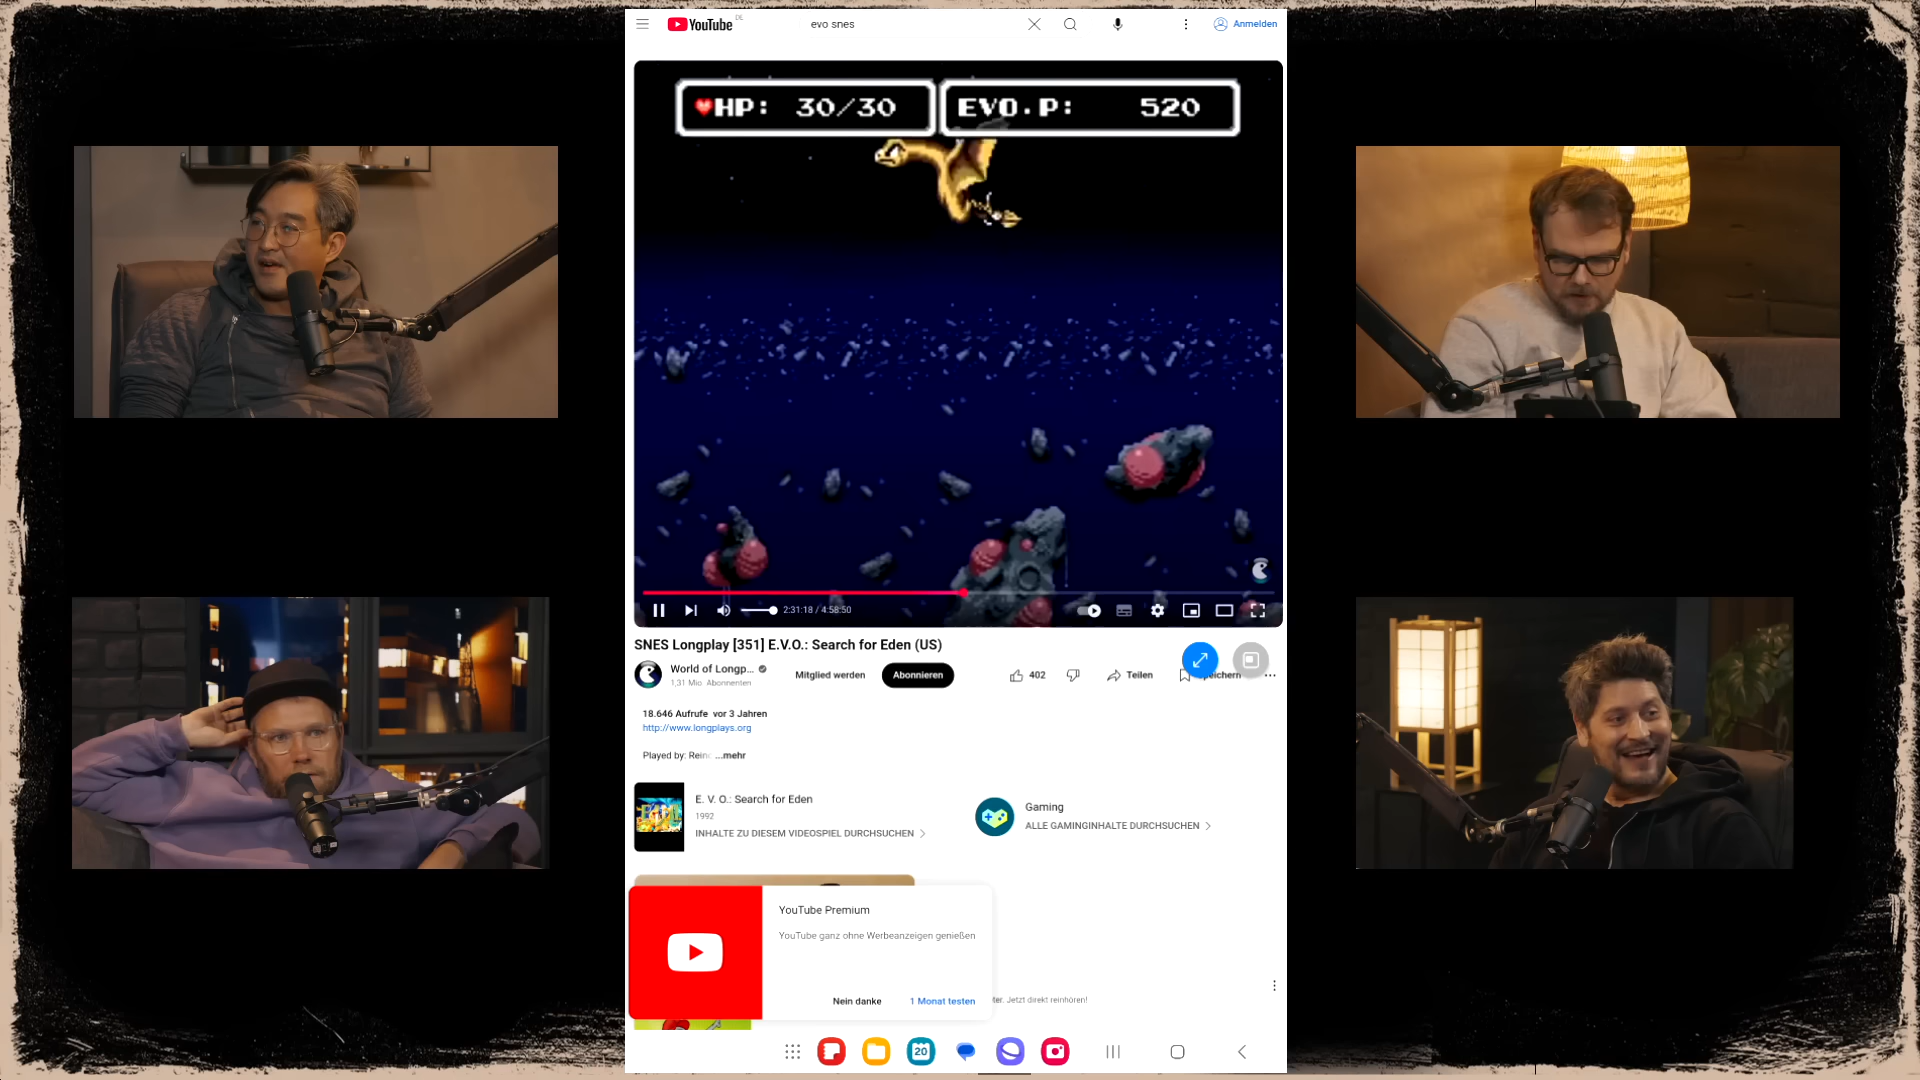 YouTube DE
evo snes
Anmelden
HP: 30/30
EVO.P: 520
2:31:18 / 4:58:50
SNES Longplay [351] E.V.O.: Search for Eden (US)
World of Longp...
1,31 Mio Abonnenten
Mitglied werden
Abonnieren
402
Teilen
18.646 Aufrufe vor 3 Jahren
http://www.longplays.org
Played by: Rein ...mehr
E. V. O.: Search for Eden
1992
INHALTE ZU DIESEM VIDEOSPIEL DURCHSUCHEN
Gaming
ALLE GAMINGINHALTE DURCHSUCHEN
YouTube Premium
YouTube ganz ohne Werbeanzeigen genießen
Nein danke
1 Monat testen
Jetzt direkt reinhören!
20